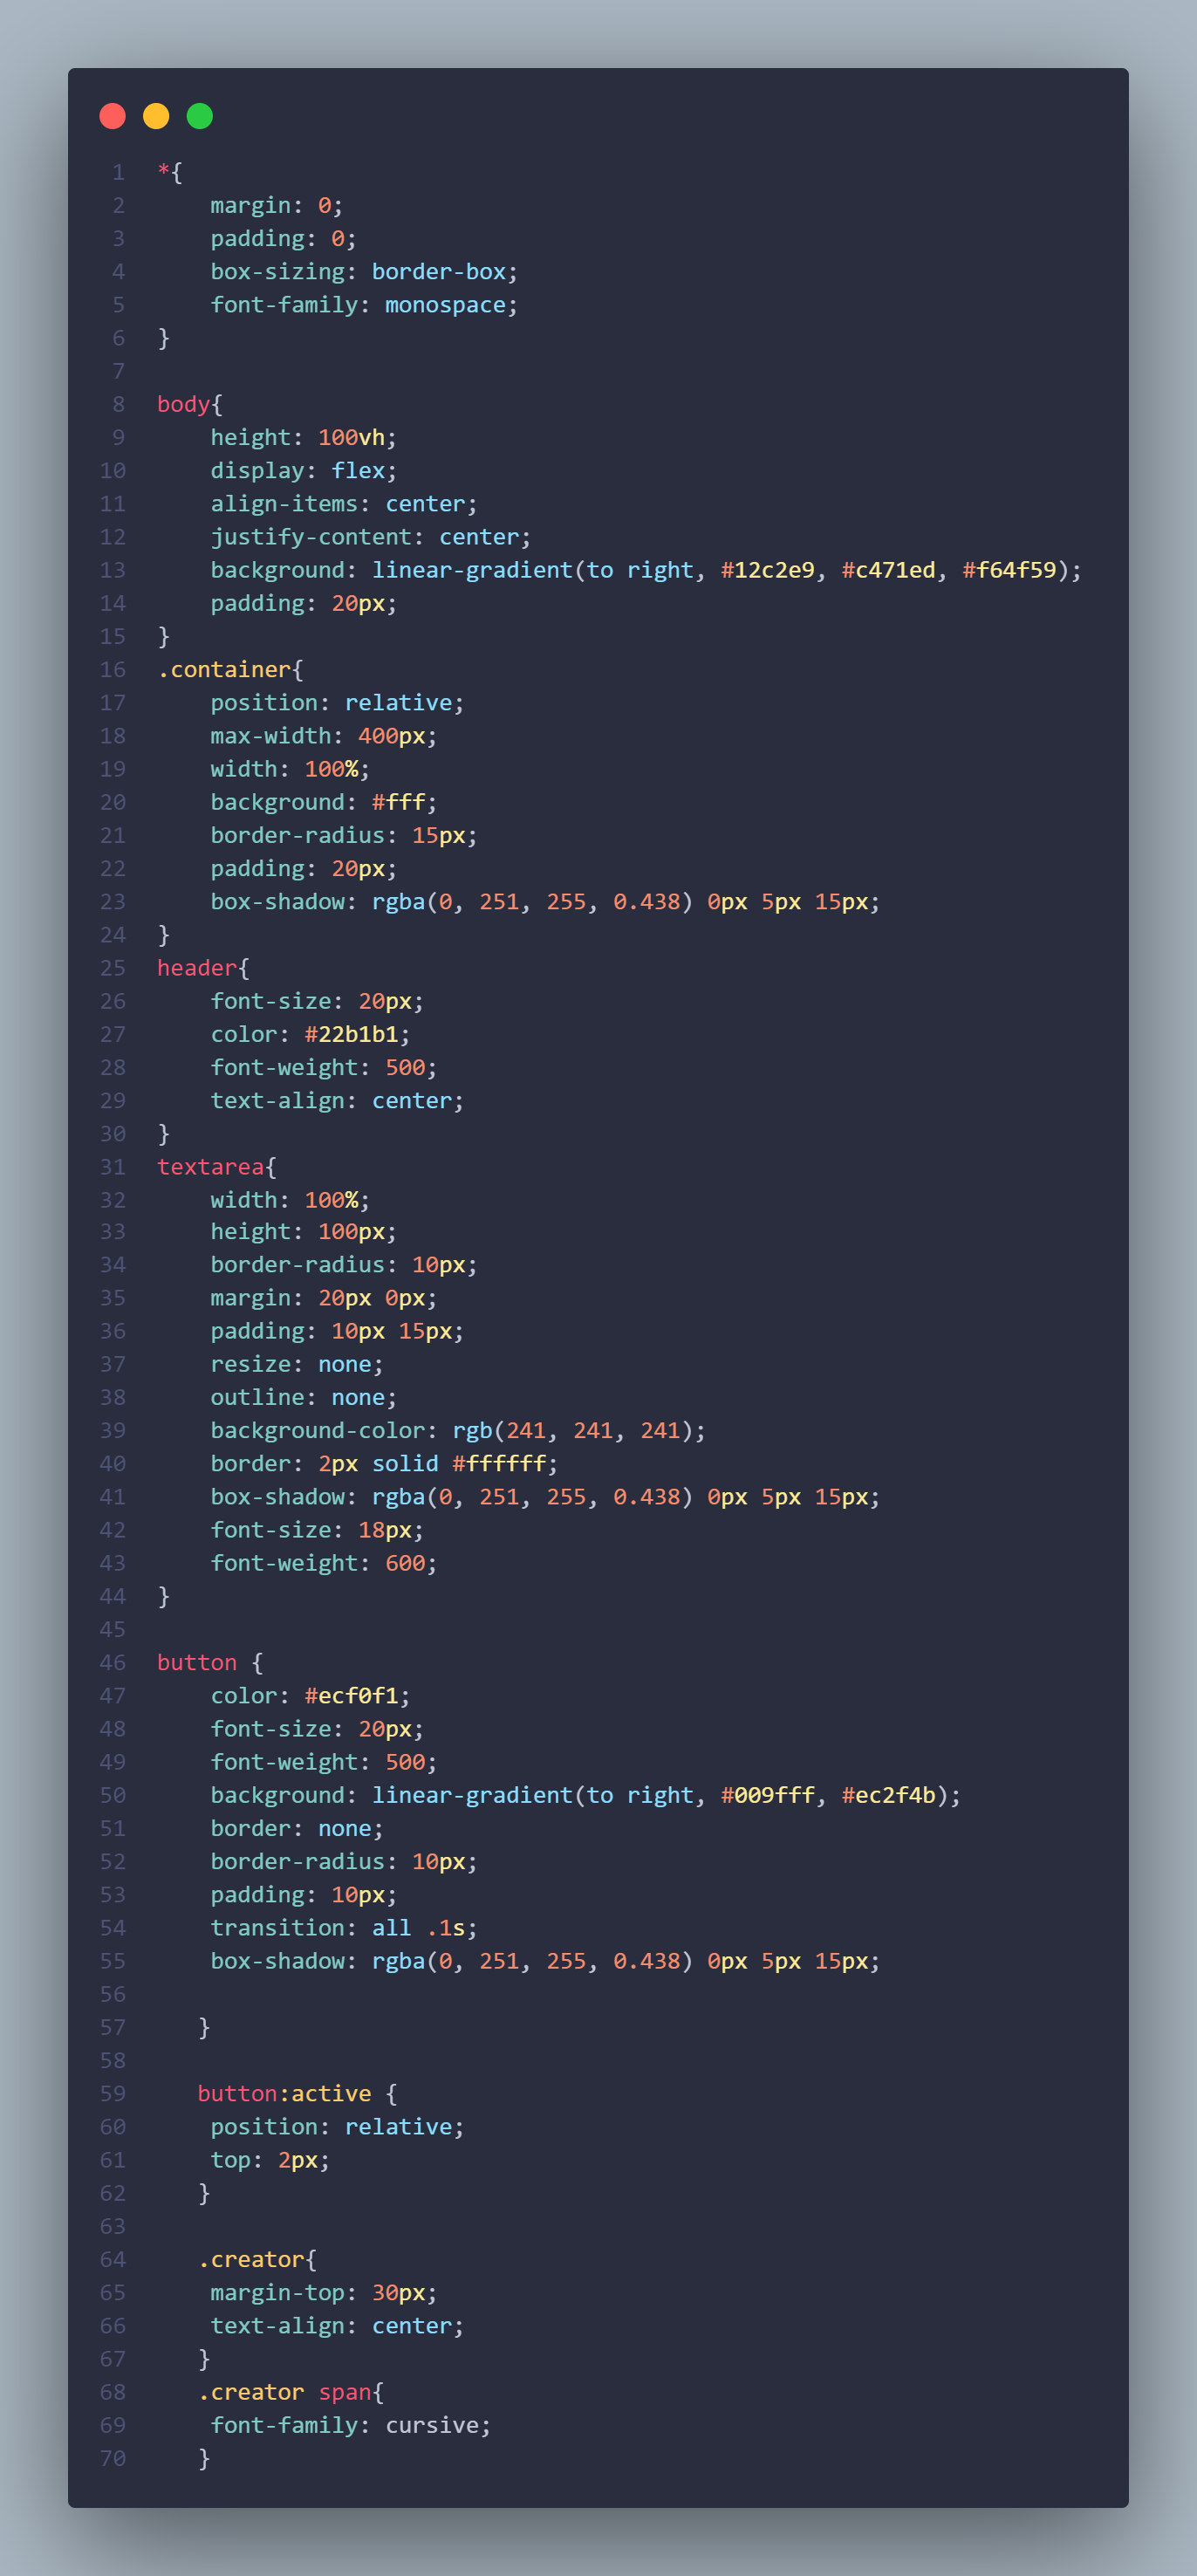 1 *{
2     margin: 0;
3     padding: 0;
4     box-sizing: border-box;
5     font-family: monospace;
6 }
7
8 body{
9     height: 100vh;
10     display: flex;
11     align-items: center;
12     justify-content: center;
13     background: linear-gradient(to right, #12c2e9, #c471ed, #f64f59);
14     padding: 20px;
15 }
16 .container{
17     position: relative;
18     max-width: 400px;
19     width: 100%;
20     background: #fff;
21     border-radius: 15px;
22     padding: 20px;
23     box-shadow: rgba(0, 251, 255, 0.438) 0px 5px 15px;
24 }
25 header{
26     font-size: 20px;
27     color: #22b1b1;
28     font-weight: 500;
29     text-align: center;
30 }
31 textarea{
32     width: 100%;
33     height: 100px;
34     border-radius: 10px;
35     margin: 20px 0px;
36     padding: 10px 15px;
37     resize: none;
38     outline: none;
39     background-color: rgb(241, 241, 241);
40     border: 2px solid #ffffff;
41     box-shadow: rgba(0, 251, 255, 0.438) 0px 5px 15px;
42     font-size: 18px;
43     font-weight: 600;
44 }
45
46 button {
47     color: #ecf0f1;
48     font-size: 20px;
49     font-weight: 500;
50     background: linear-gradient(to right, #009fff, #ec2f4b);
51     border: none;
52     border-radius: 10px;
53     padding: 10px;
54     transition: all .1s;
55     box-shadow: rgba(0, 251, 255, 0.438) 0px 5px 15px;
56
57    }
58
59    button:active {
60     position: relative;
61     top: 2px;
62    }
63
64    .creator{
65     margin-top: 30px;
66     text-align: center;
67    }
68    .creator span{
69     font-family: cursive;
70    }